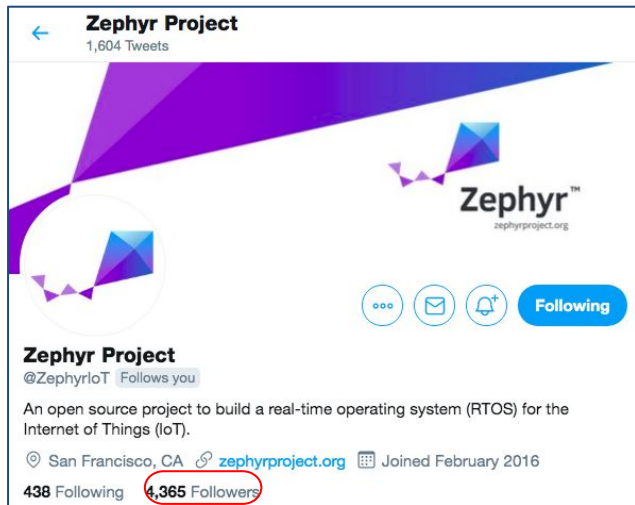 Zephyr Project
1,604 Tweets
Zephyr™
zephyrproject.org
Following
Zephyr Project
@ZephyrIoT Follows you
An open source project to build a real-time operating system (RTOS) for the
Internet of Things (IoT).
San Francisco, CA zephyrproject.org Joined February 2016
438 Following 4,365 Followers